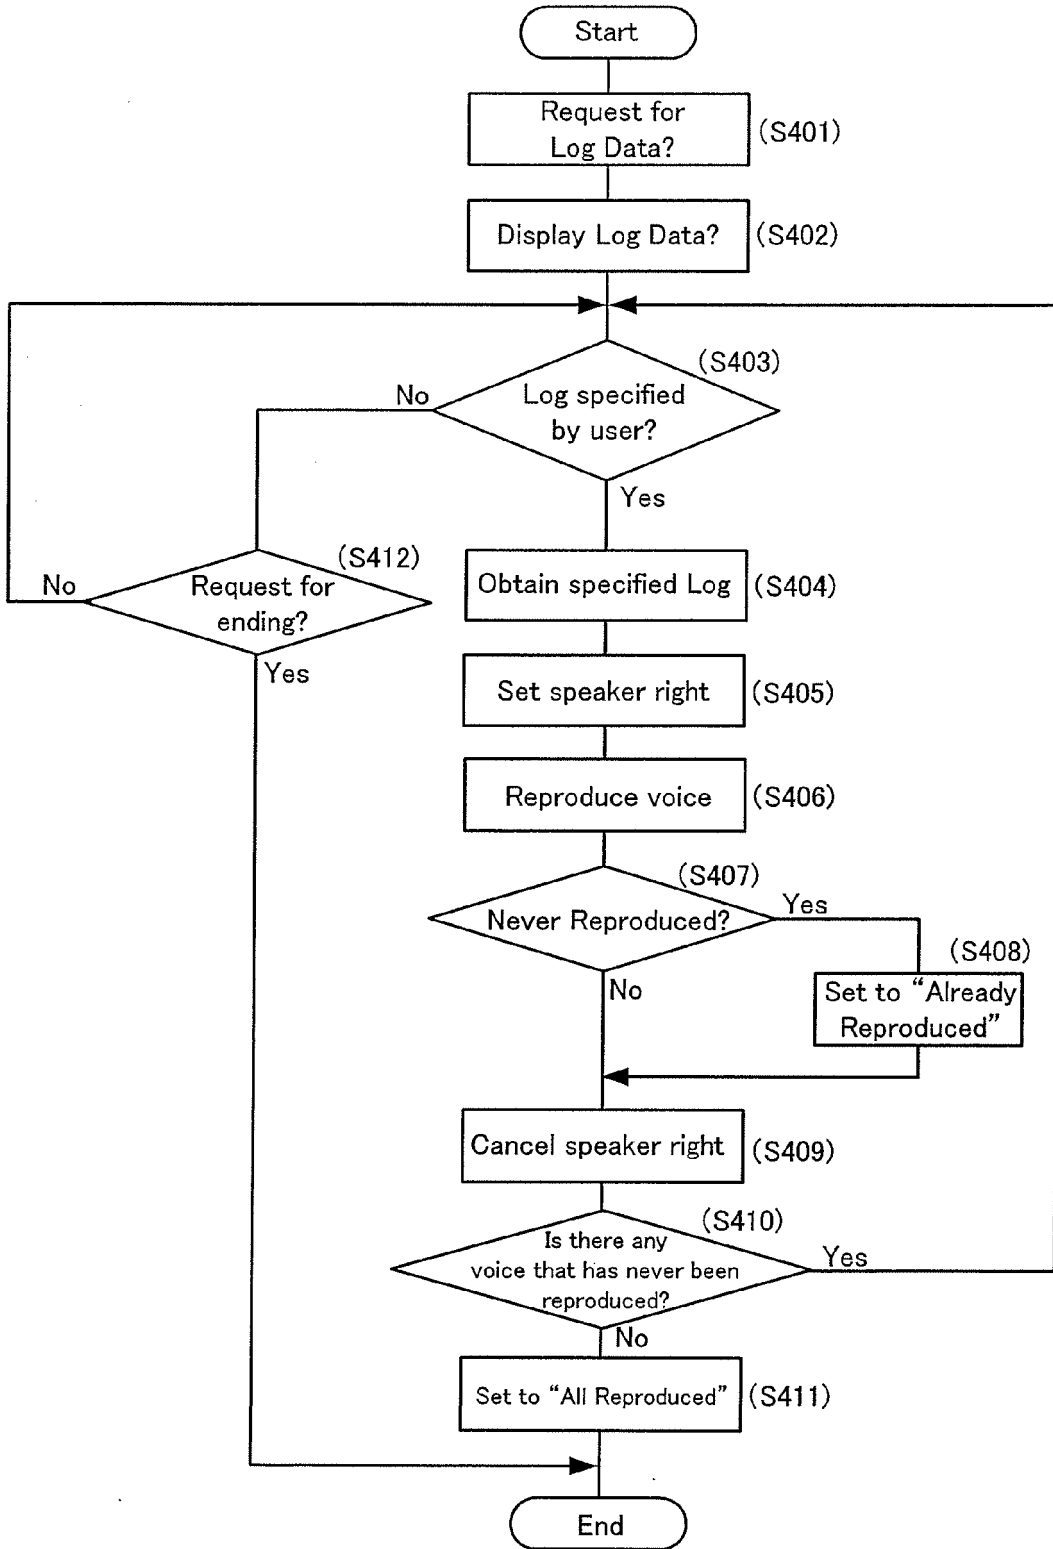 Start
Request for
Log Data?
(S401)
Display Log Data?
(S402)
(S403)
No
Log specified
by user?
Yes
(S412)
No
Request for
ending?
Yes
Obtain specified Log
(S404)
Set speaker right
(S405)
Reproduce voice
(S406)
(S407)
Never Reproduced?
Yes
No
(S408)
Set to “Already
Reproduced”
Cancel speaker right
(S409)
(S410)
Is there any
voice that has never been
reproduced?
Yes
No
Set to “All Reproduced”
(S411)
End